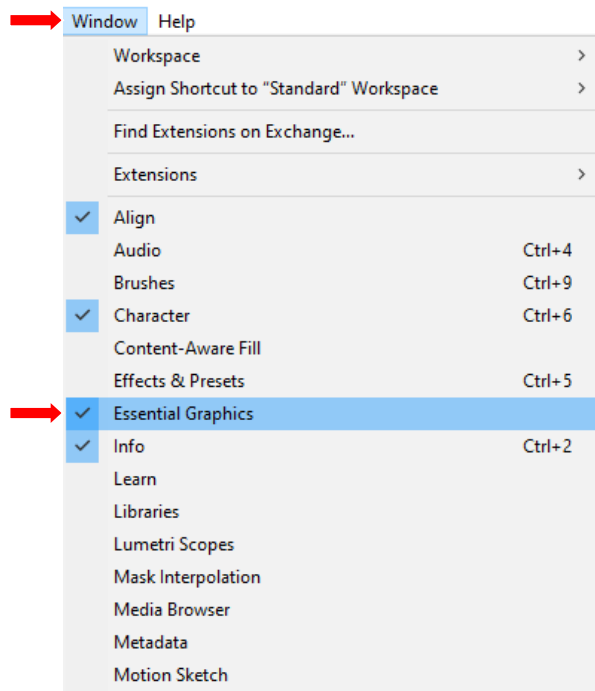 Window Help
Workspace
Assign Shortcut to “Standard” Workspace
Find Extensions on Exchange...
Extensions
Align
Audio Ctrl+4
Brushes Ctrl+9
Character Ctrl+6
Content-Aware Fill
Effects & Presets Ctrl+5
Essential Graphics
Info Ctrl+2
Learn
Libraries
Lumetri Scopes
Mask Interpolation
Media Browser
Metadata
Motion Sketch